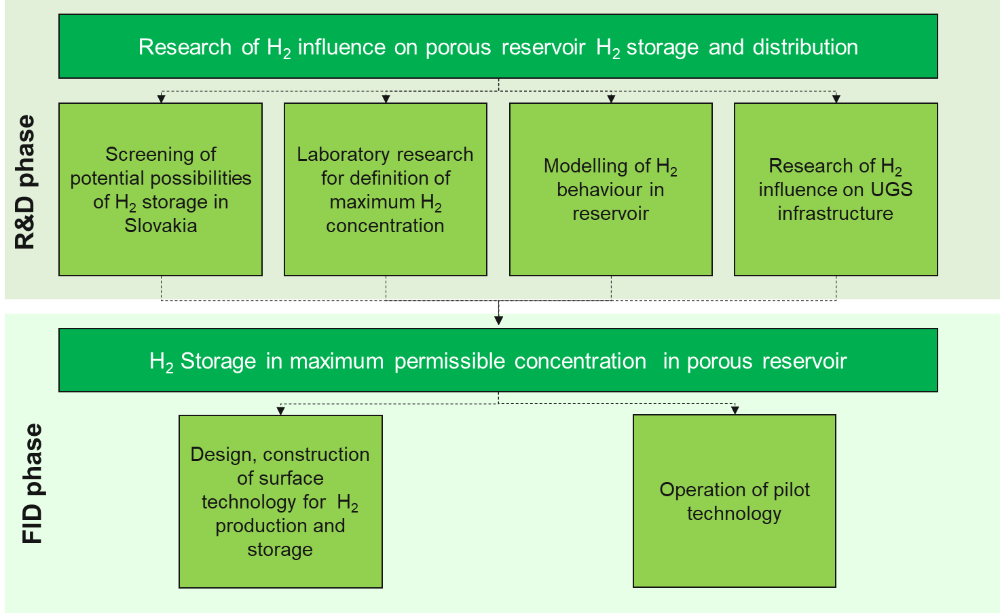 Research of H₂ influence on porous reservoir H₂ storage and distribution
R&D phase
Screening of
potential possibilities
of H₂ storage in
Slovakia
Laboratory research
for definition of
maximum H₂
concentration
Modelling of H₂
behaviour in
reservoir
Research of H₂
influence on UGS
infrastructure
H₂ Storage in maximum permissible concentration in porous reservoir
FID phase
Design, construction
of surface
technology for H₂
production and
storage
Operation of pilot
technology